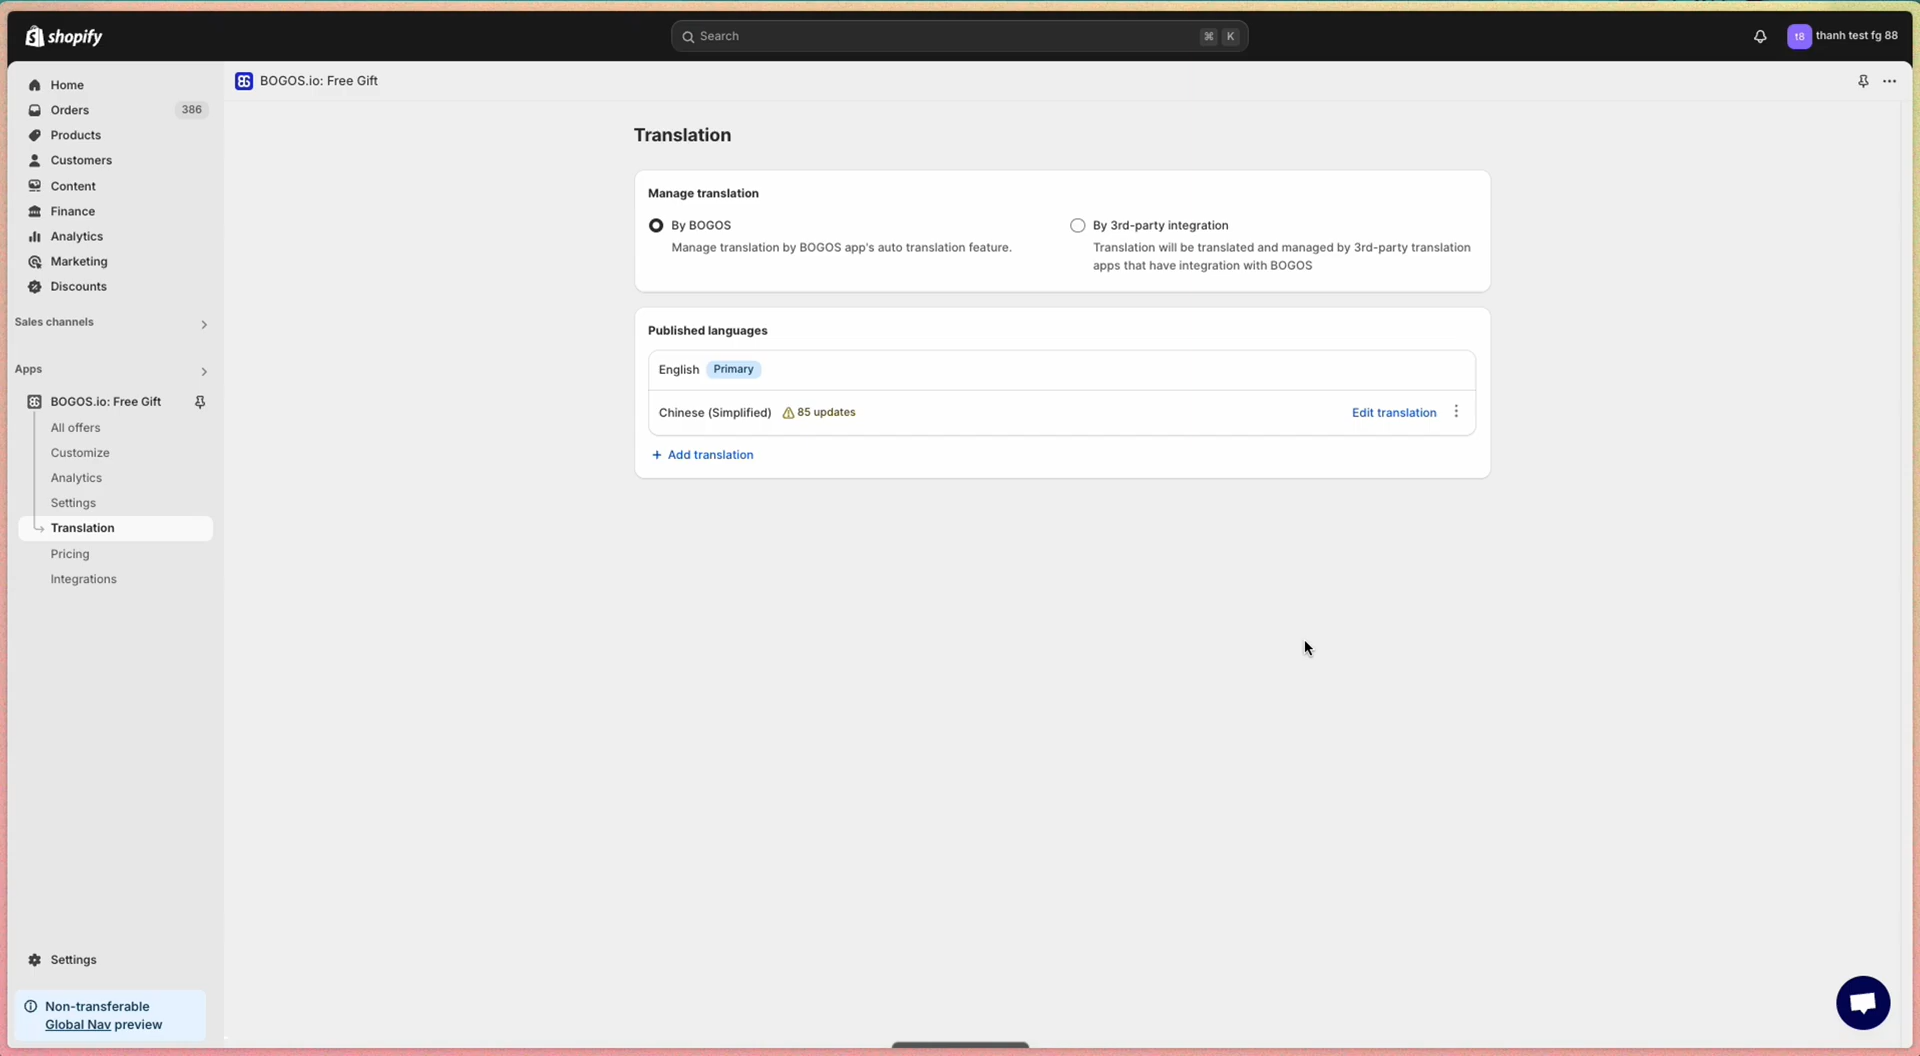 shopify
Search
⌘ K
t8 thanh test fg 88
Home
Orders 386
Products
Customers
Content
Finance
Analytics
Marketing
Discounts
Sales channels
Apps
BOGOS.io: Free Gift
All offers
Customize
Analytics
Settings
Translation
Pricing
Integrations
Settings
Non-transferable
Global Nav preview
BOGOS.io: Free Gift
Translation
Manage translation
By BOGOS
Manage translation by BOGOS app's auto translation feature.
By 3rd-party integration
Translation will be translated and managed by 3rd-party translation
apps that have integration with BOGOS
Published languages
English Primary
Chinese (Simplified) 85 updates Edit translation
+ Add translation